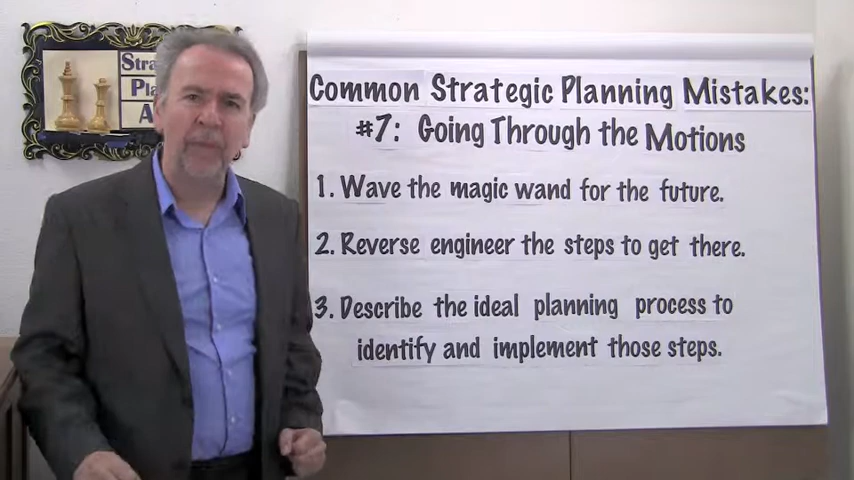 Common Strategic Planning Mistakes:
#7: Going Through the Motions
1. Wave the magic wand for the future.
2. Reverse engineer the steps to get there.
3. Describe the ideal planning process to
identify and implement those steps.